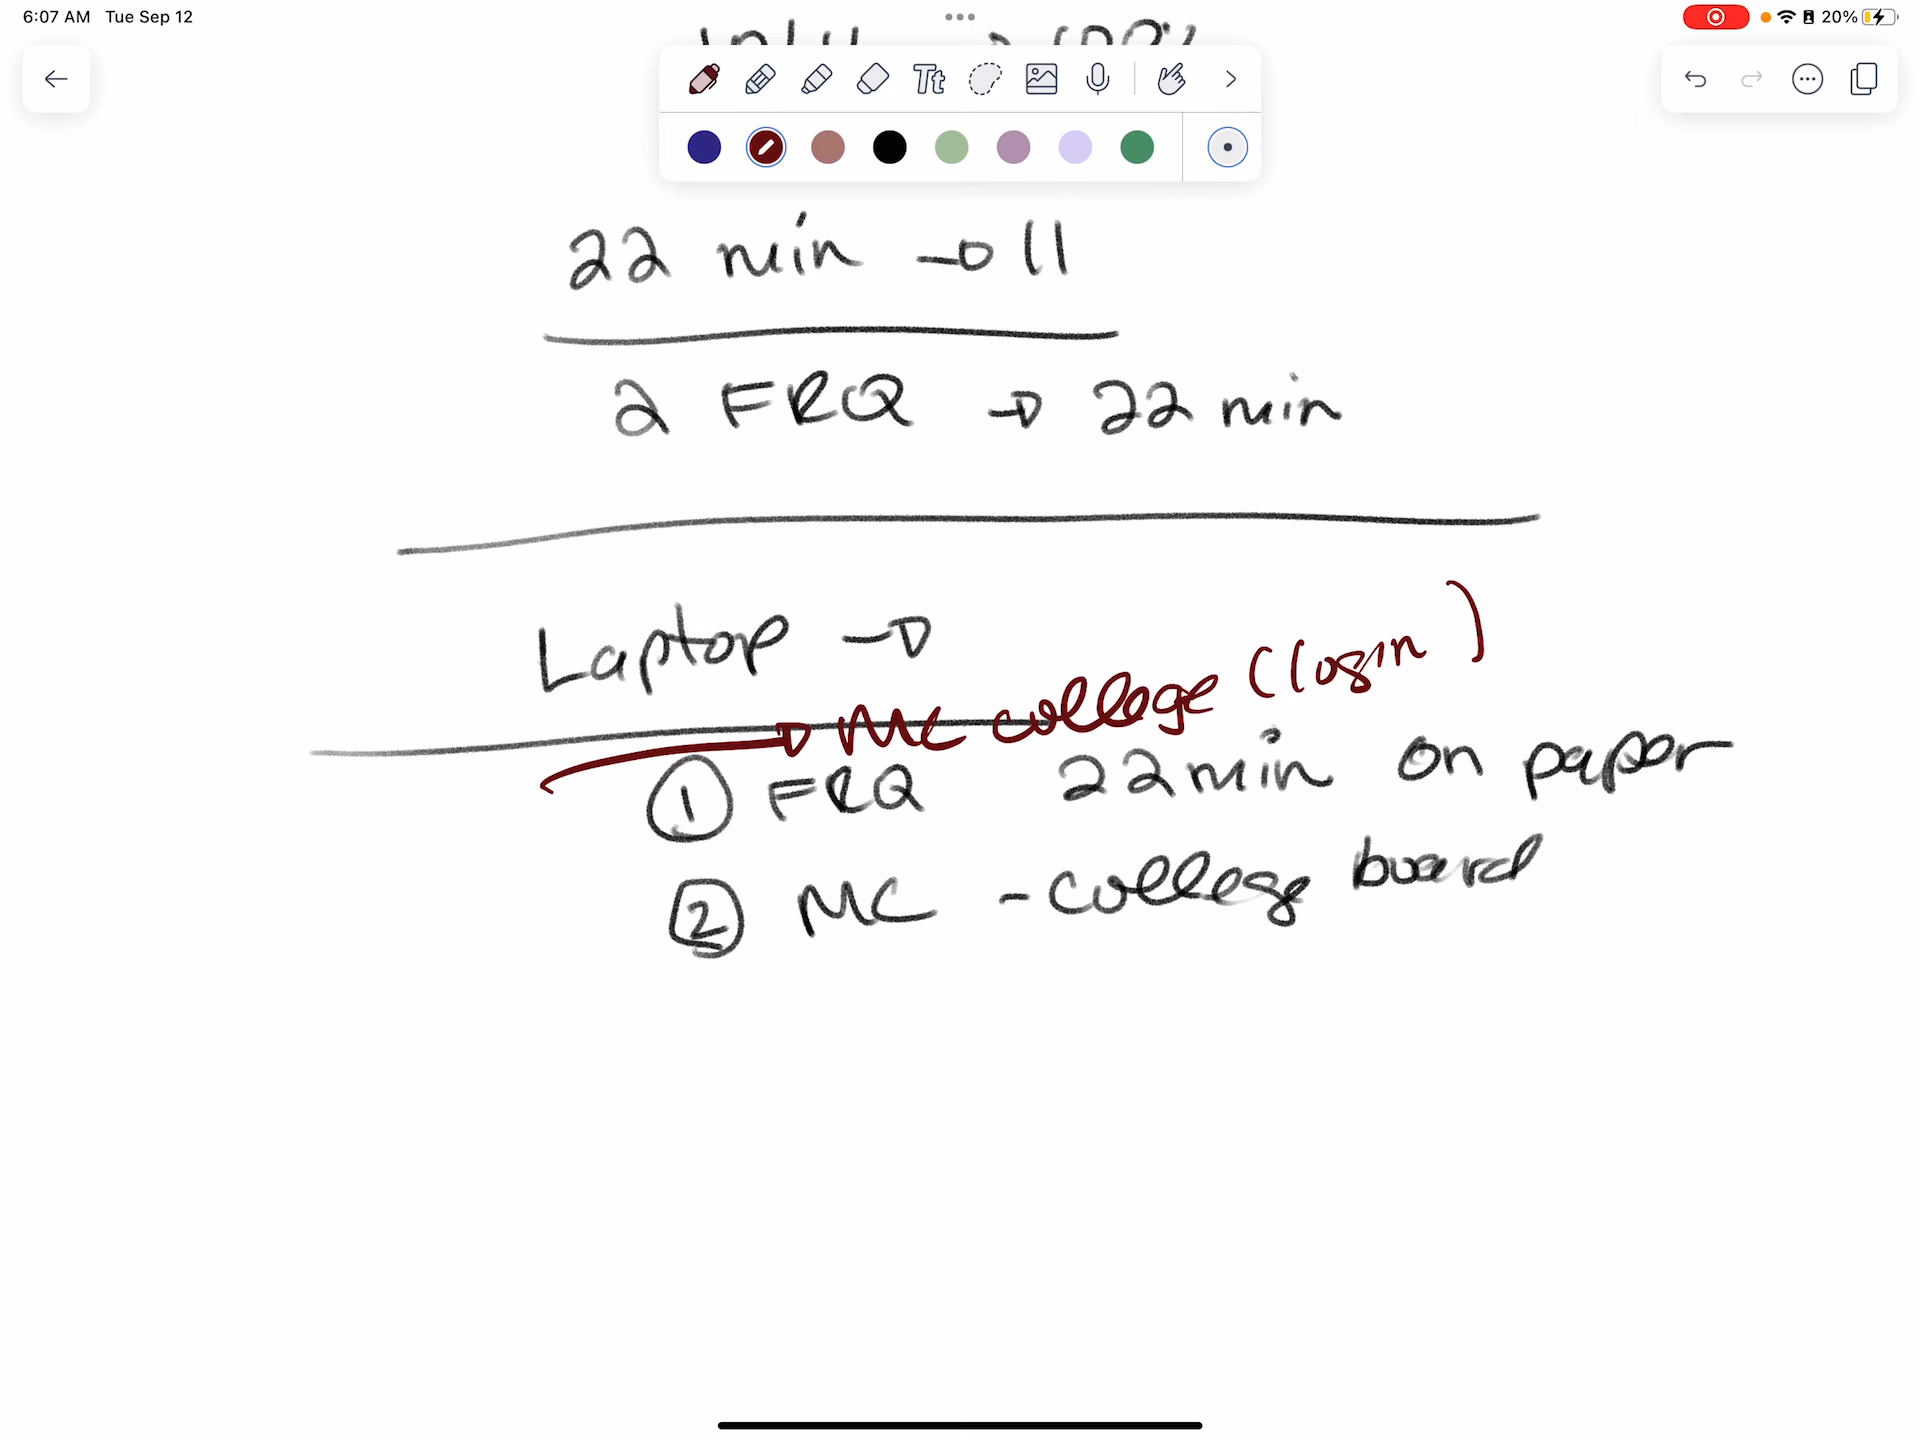 6:07 AM Tue Sep 12
20%
Tt
22 min → 11
2 FRQ → 22 min
Laptop →
→ MC college (login)
① FRQ 22 min on paper
② MC - college board